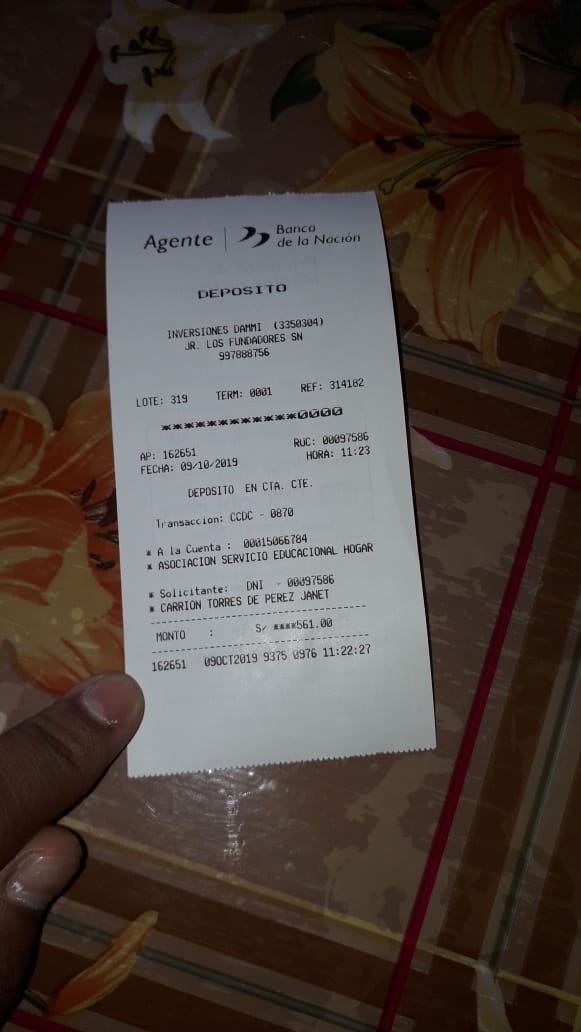 Agente | Banco
de la Nación
DEPOSITO
INVERSIONES DAMMI (3350304)
JR. LOS FUNDADORES SN
997888756
LOTE: 319 TERM: 0001 REF: 314182
*************0000
AP: 162651 RUC: 00097586
FECHA: 09/10/2019 HORA: 11:23
DEPOSITO EN CTA. CTE.
Transaccion: CCDC - 0870
* A la Cuenta : 00015066784
* ASOCIACION SERVICIO EDUCACIONAL HOGAR
* Solicitante: DNI - 00097586
* CARRION TORRES DE PEREZ JANET
MONTO : S/ ****561.00
162651 09OCT2019 9375 0976 11:22:27